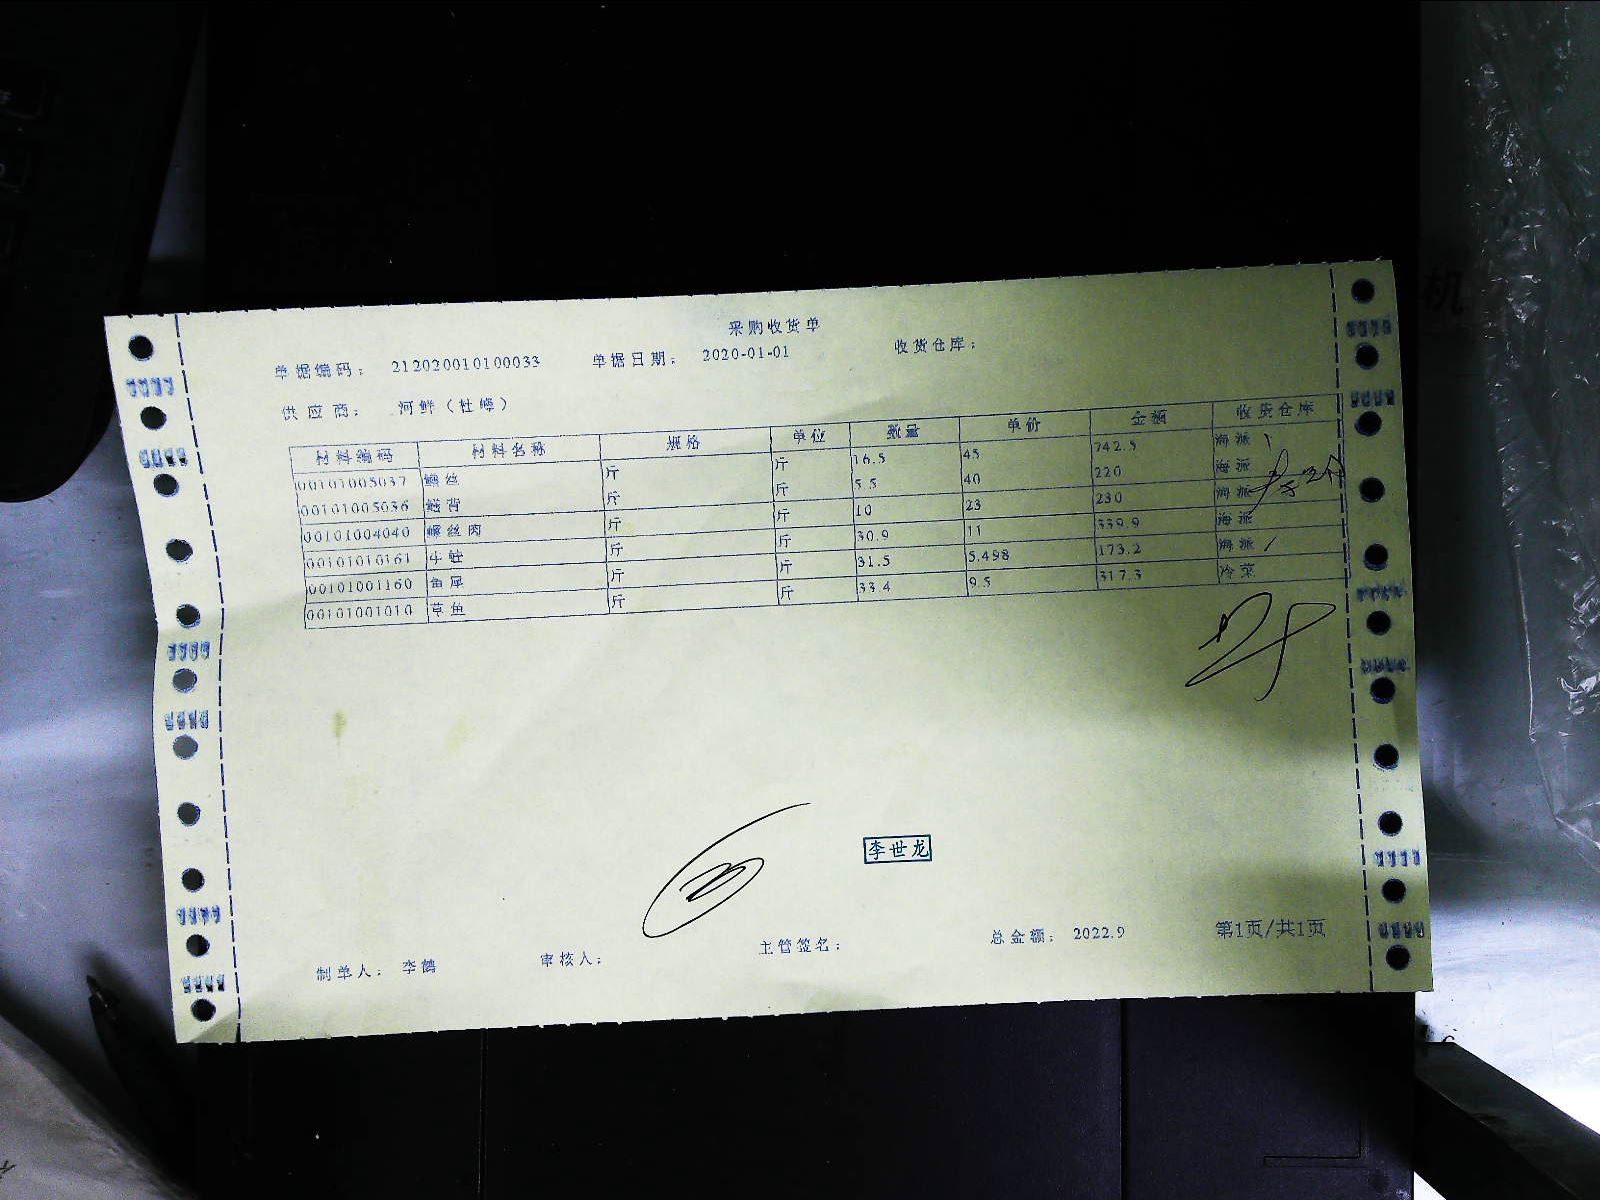 采购收货单
单据编码： 212020010100033 单据日期： 2020-01-01 收货仓库：
供应商： 河鲜（杜峰）
材料编码 材料名称 规格 单位 数量 单价 金额 收货仓库
00101005037 鳝丝 斤 斤 16.5 45 742.5 海派
00101005036 鳝背 斤 斤 5.5 40 220 海派
00101004040 螺丝肉 斤 斤 10 23 230 海派
00101010161 牛蛙 斤 斤 30.9 11 339.9 海派
00101001160 鱼尾 斤 斤 31.5 5.498 173.2 海派
00101001010 草鱼 斤 斤 33.4 9.5 317.3 冷菜
李世龙
制单人： 李鹤 审核人： 主管签名： 总金额： 2022.9 第1页/共1页
机